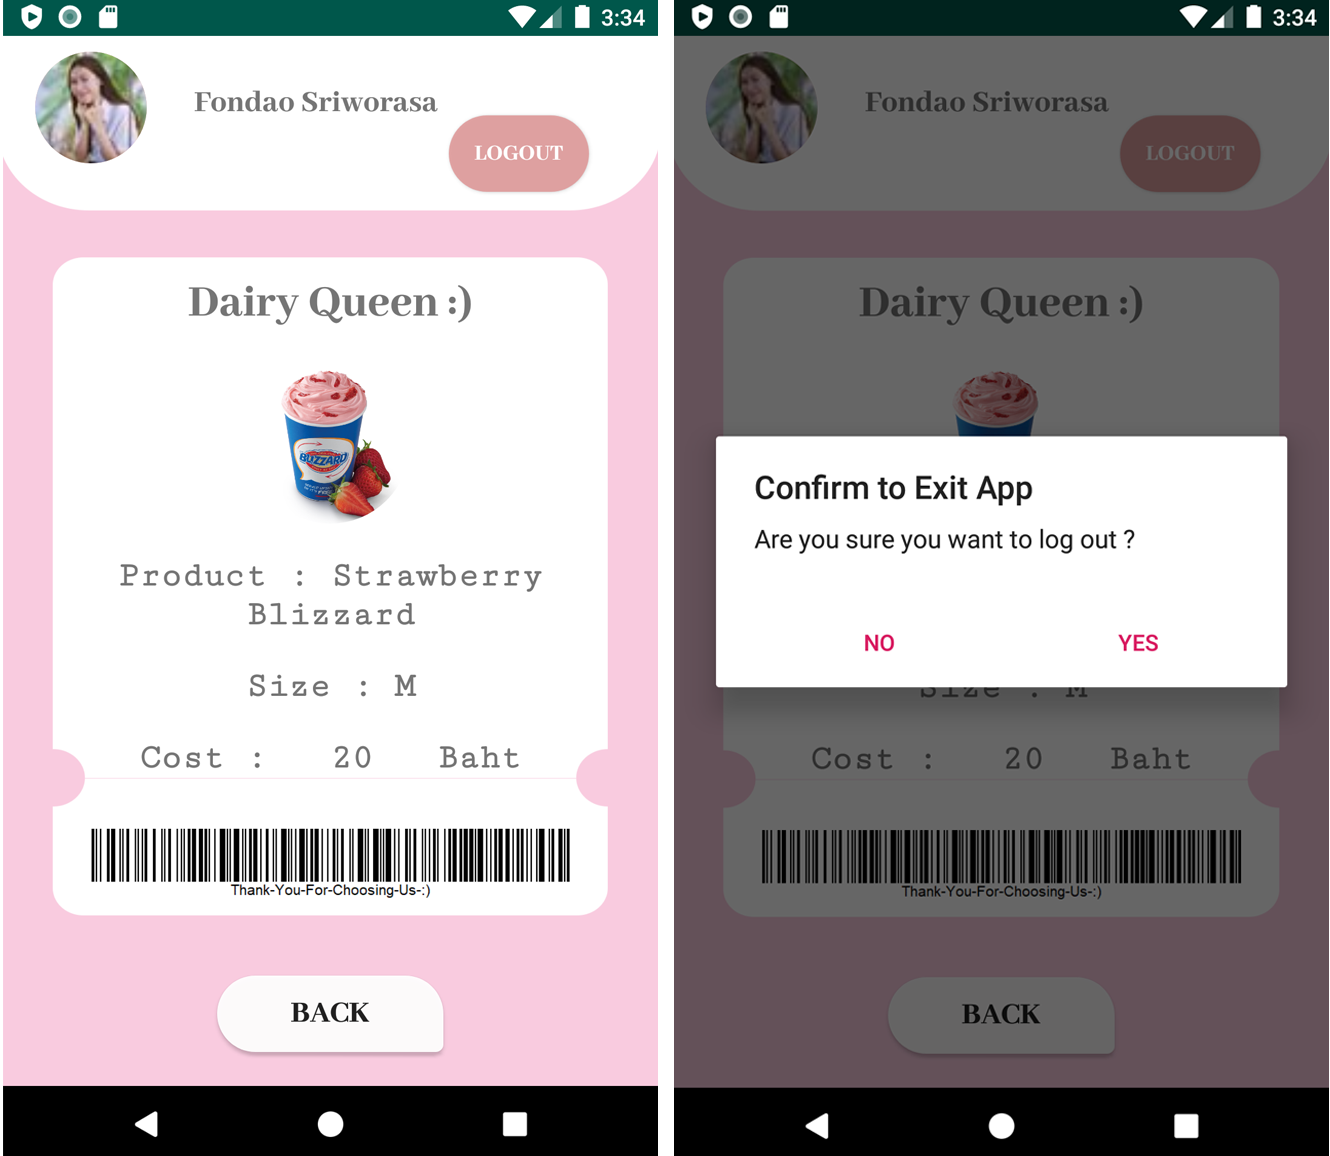 3:34
Fondao Sriworasa
LOGOUT
Dairy Queen :)
BLIZZARD
Product : Strawberry
Blizzard
Size : M
Cost : 20 Baht
Thank-You-For-Choosing-Us-:)
BACK
3:34
Fondao Sriworasa
LOGOUT
Dairy Queen :)
Confirm to Exit App
Are you sure you want to log out ?
NO YES
Size : M
Cost : 20 Baht
Thank-You-For-Choosing-Us-:)
BACK